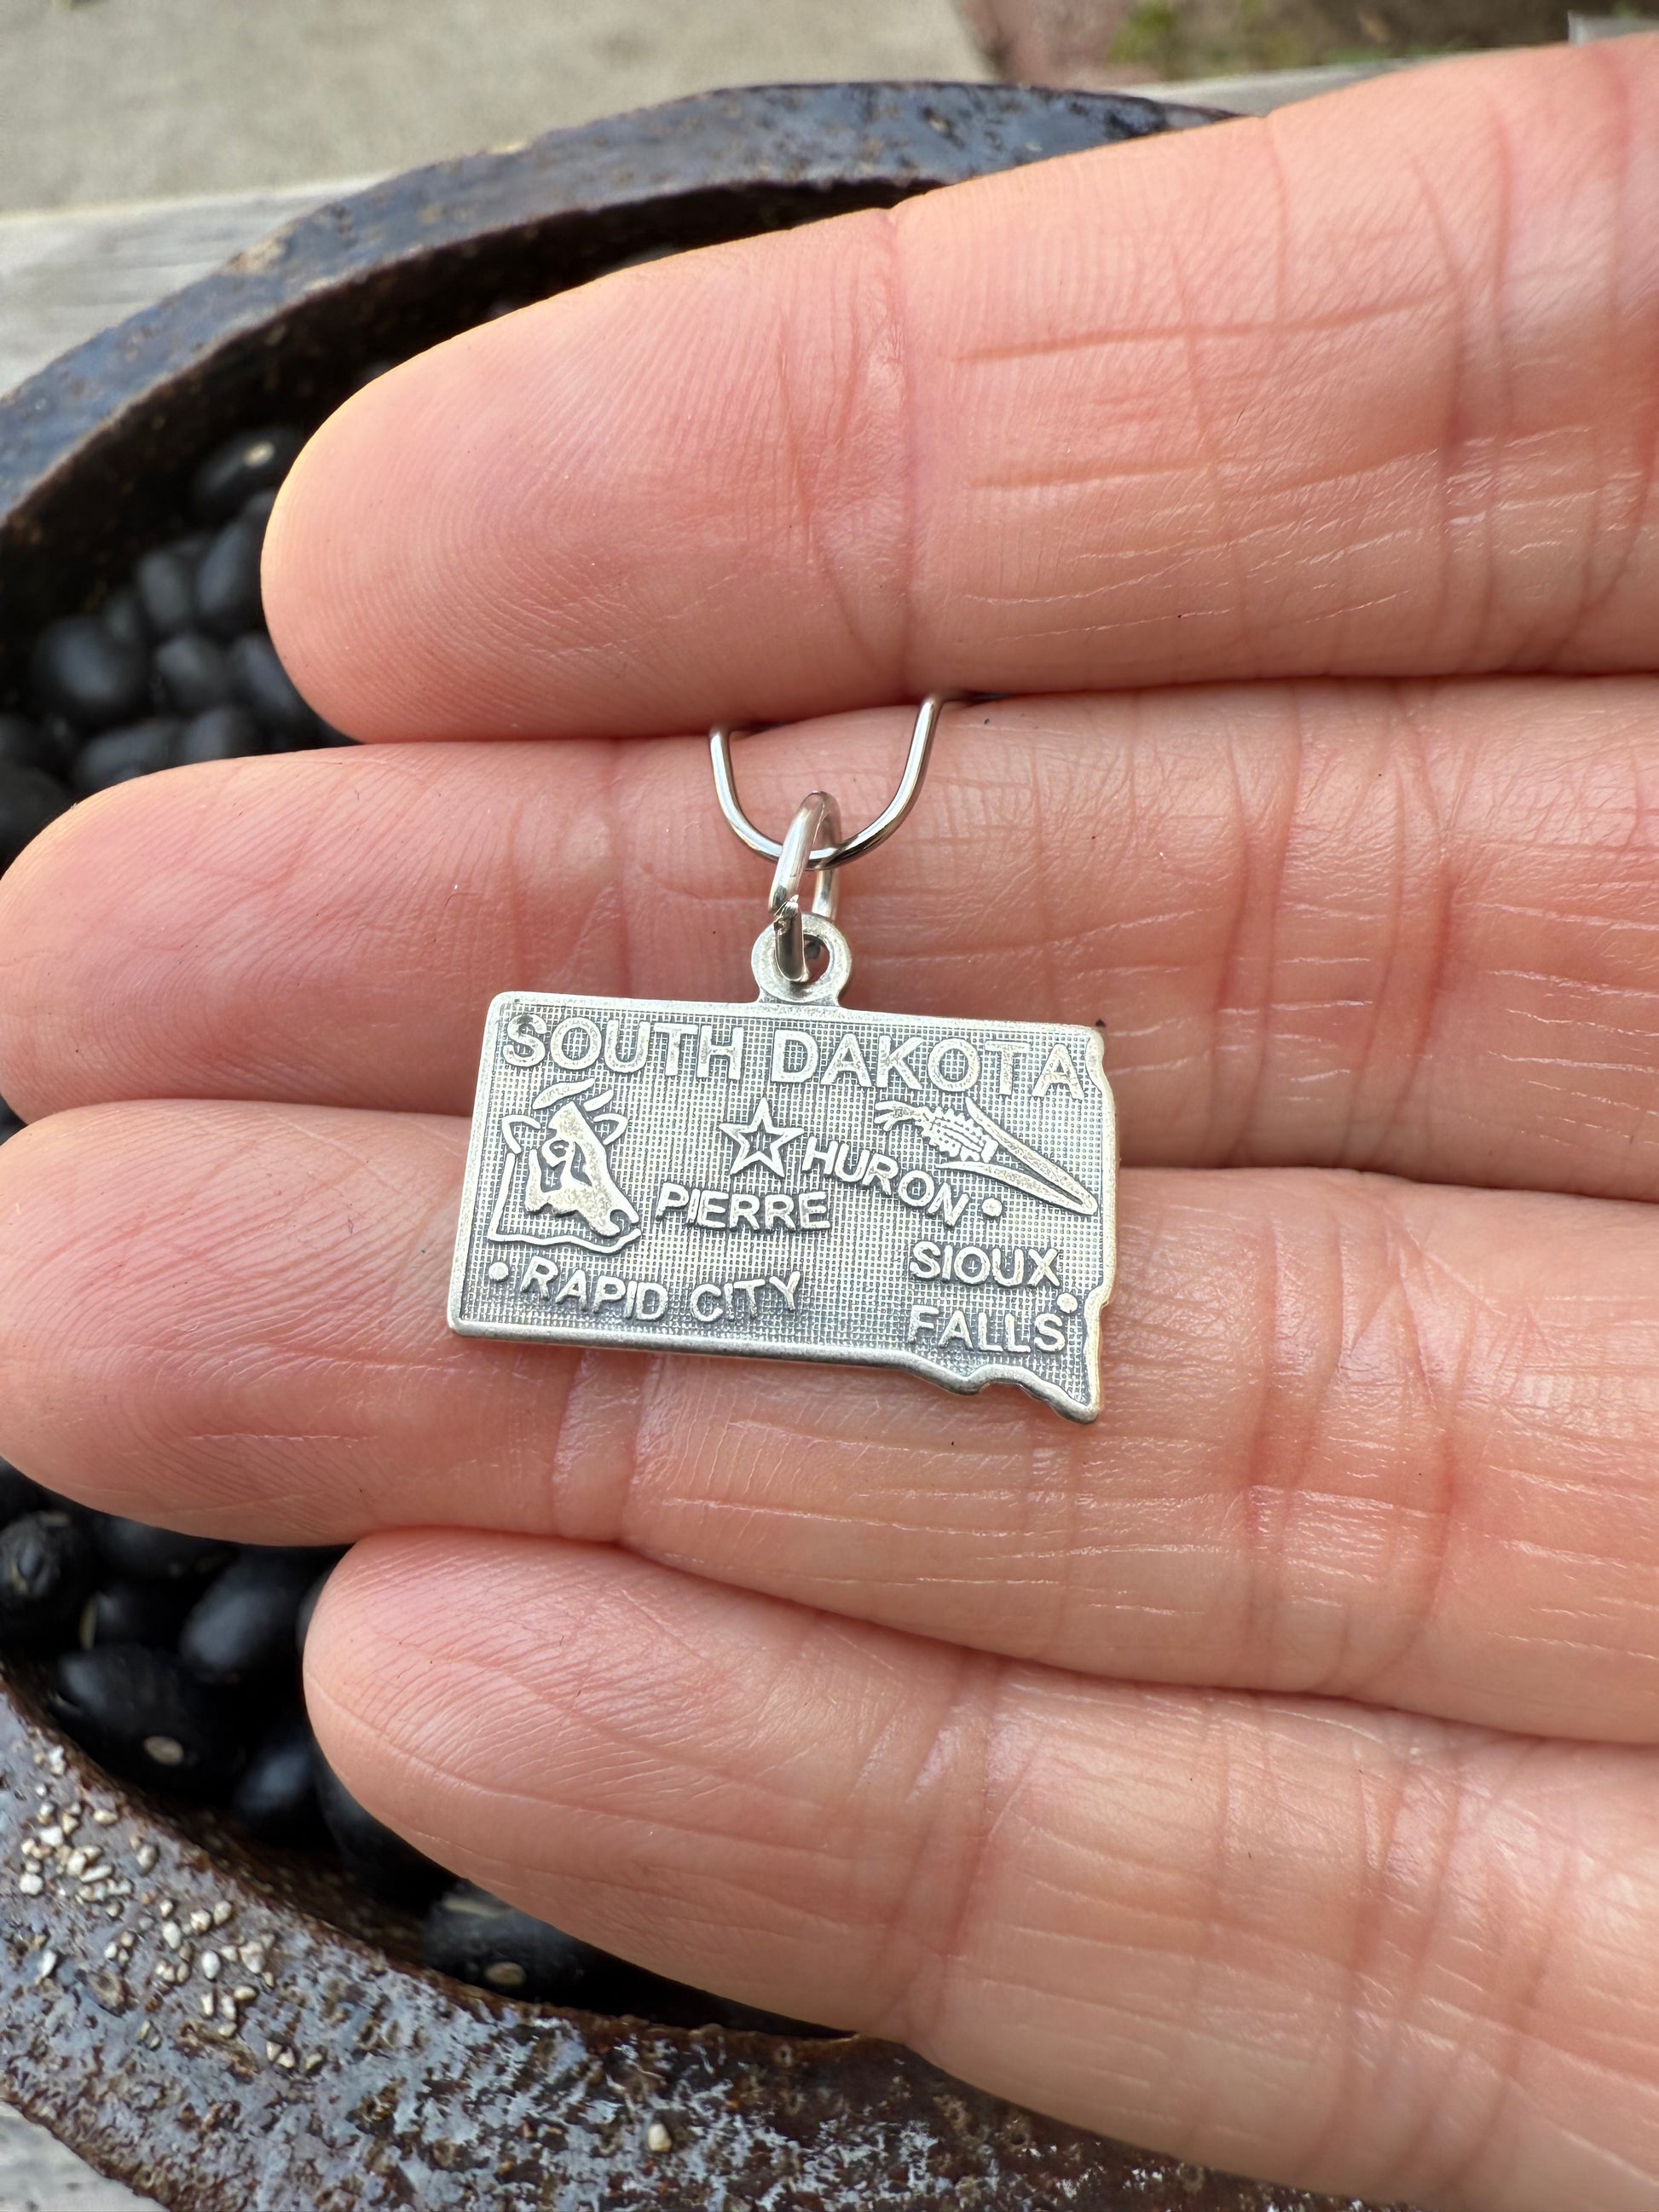 SOUTH DAKOTA
HURON
PIERRE
SIOUX
FALLS
RAPID CITY